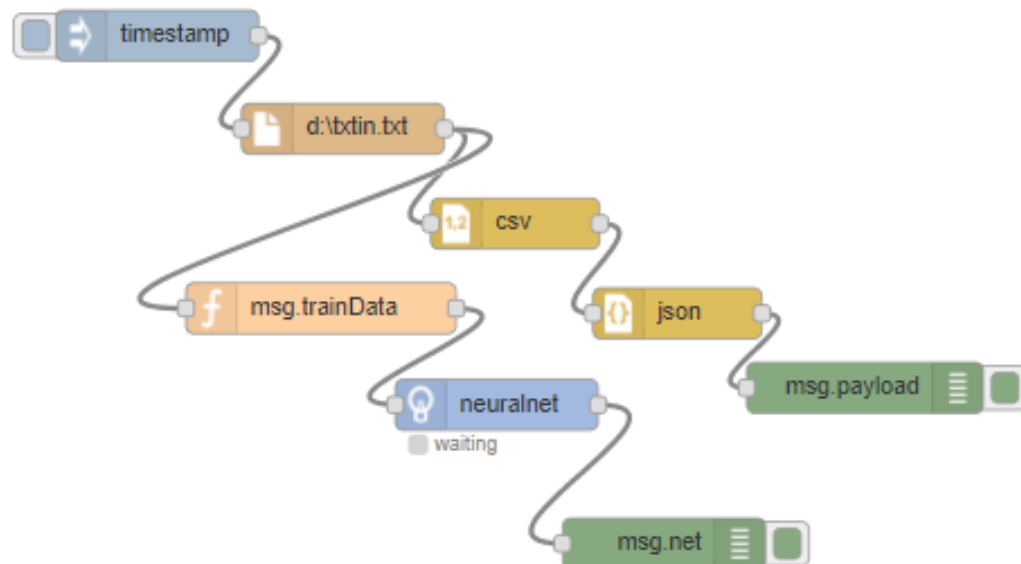 timestamp
d:\txtin.txt
1,2 csv
msg.trainData
{} json
msg.payload
neuralnet
waiting
msg.net